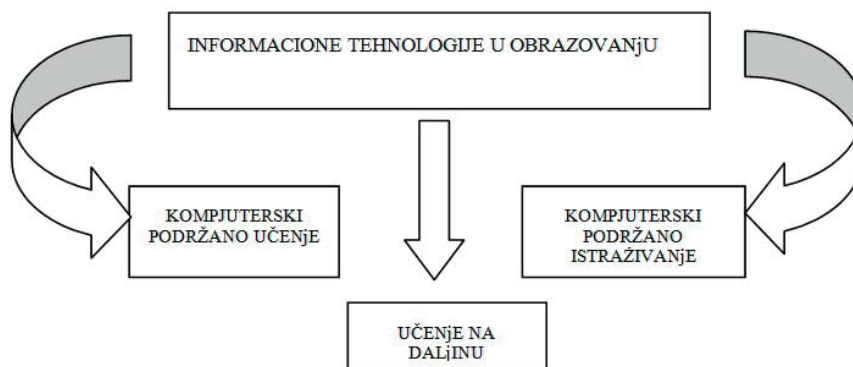 INFORMACIONE TEHNOLOGIJE U OBRAZOVANjU
KOMPJUTERSKI
PODRŽANO UČENjE
KOMPJUTERSKI
PODRŽANO
ISTRAŽIVANjE
UČENjE NA
DALjINU